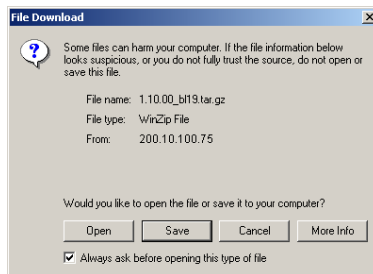 File Download
Some files can harm your computer. If the file information below
looks suspicious, or you do not fully trust the source, do not open or
save this file.
File name: 1.10.00_bl19.tar.gz
File type: WinZip File
From: 200.10.100.75
Would you like to open the file or save it to your computer?
Open Save Cancel More Info
Always ask before opening this type of file